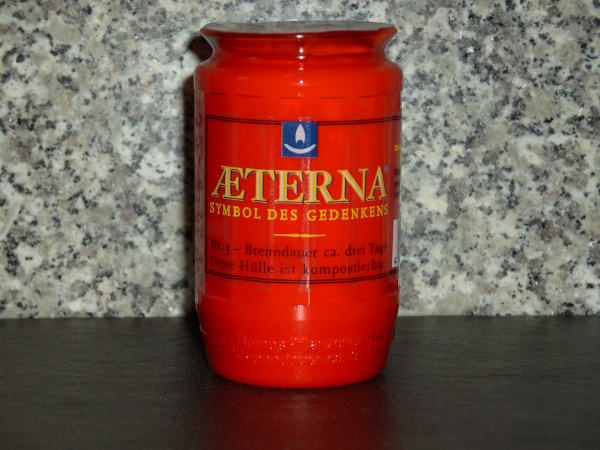 ÆTERNA®
SYMBOL DES GEDENKENS
Nr. 3 – Brenndauer ca. drei Tage
Diese Hülle ist kompostierbar